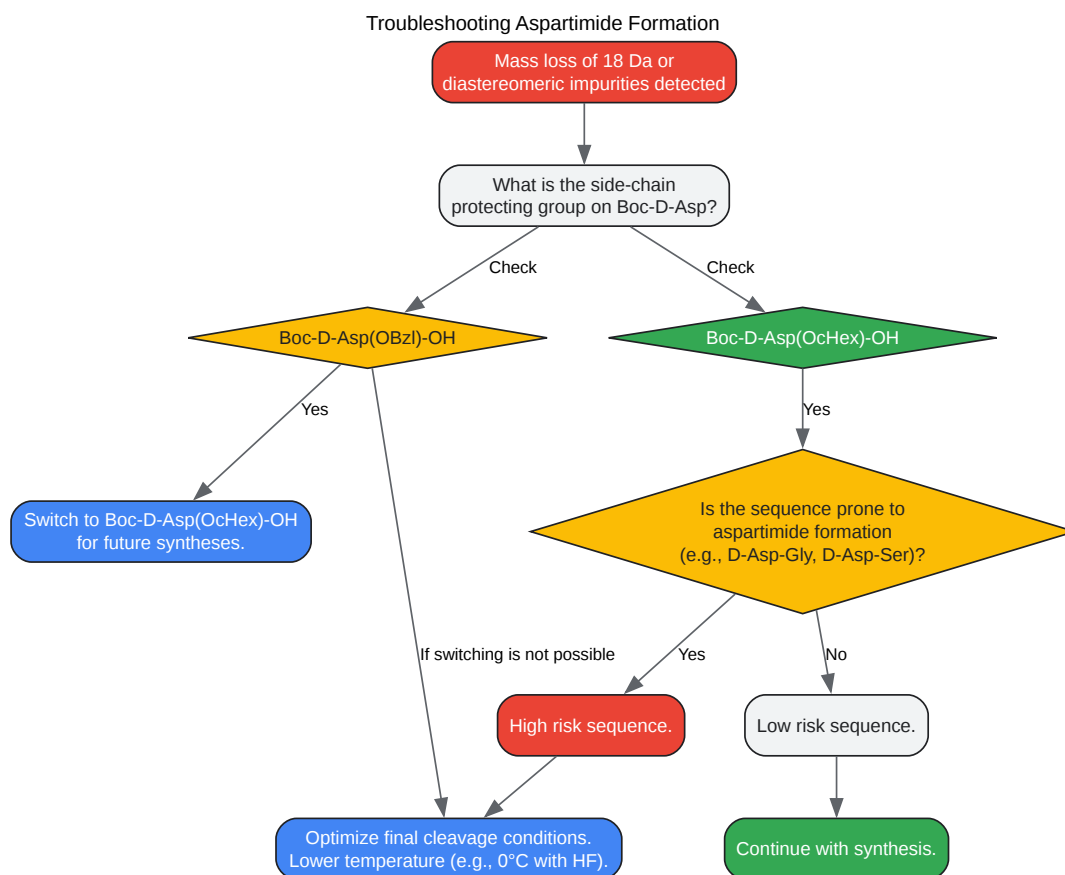 Troubleshooting Aspartimide Formation
Mass loss of 18 Da or
diastereomeric impurities detected
What is the side-chain
protecting group on Boc-D-Asp?
Check
Check
Boc-D-Asp(OBzl)-OH
Boc-D-Asp(OcHex)-OH
Yes
Yes
Switch to Boc-D-Asp(OcHex)-OH
for future syntheses.
Is the sequence prone to
aspartimide formation
(e.g., D-Asp-Gly, D-Asp-Ser)?
If switching is not possible
Yes
No
High risk sequence.
Low risk sequence.
Optimize final cleavage conditions.
Lower temperature (e.g., 0°C with HF).
Continue with synthesis.